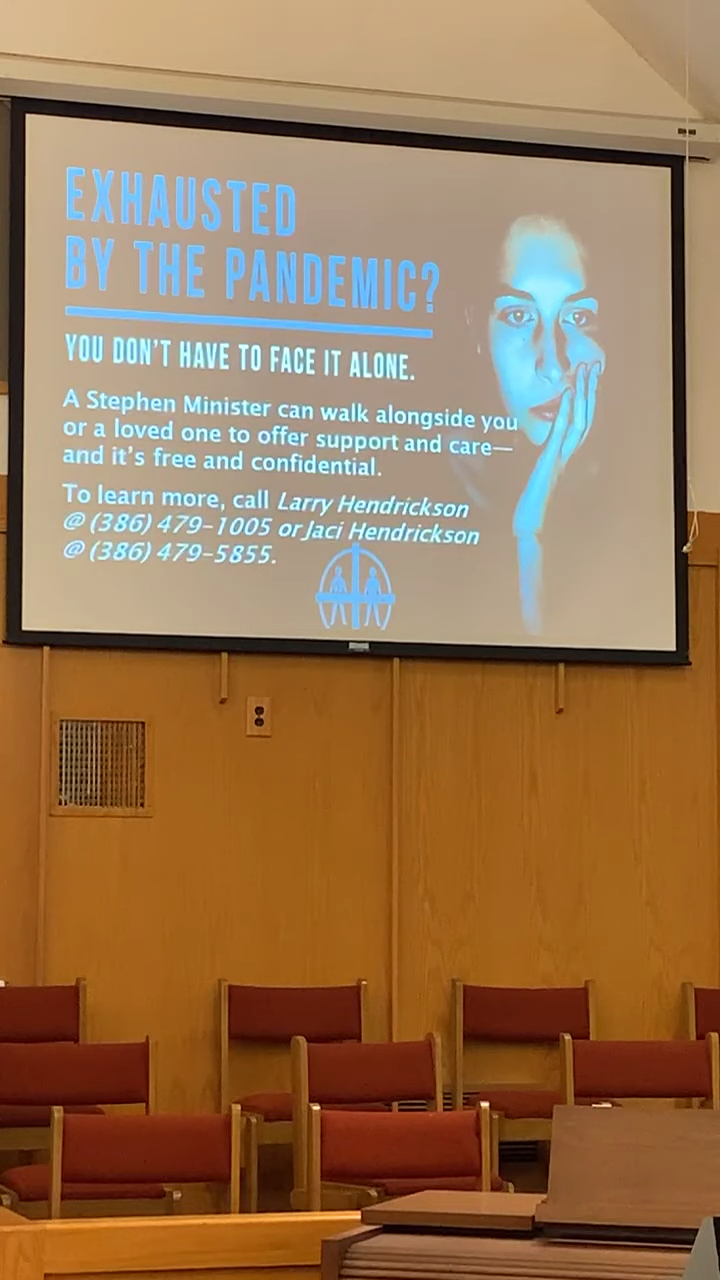 EXHAUSTED
BY THE PANDEMIC?
YOU DON'T HAVE TO FACE IT ALONE.
A Stephen Minister can walk alongside you
or a loved one to offer support and care—
and it's free and confidential.
To learn more, call Larry Hendrickson
@ (386) 479-1005 or Jaci Hendrickson
@ (386) 479-5855.